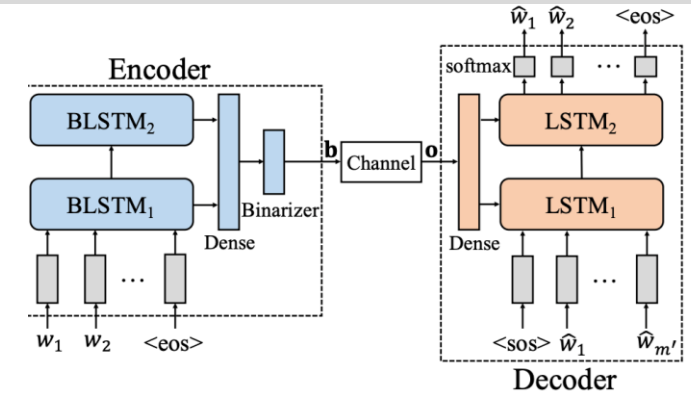 ŵ₁ ŵ₂ <eos>
Encoder
softmax ...
BLSTM₂
LSTM₂
b Channel o
BLSTM₁
LSTM₁
Binarizer
Dense
Dense
...
...
w₁ w₂ <eos>
<sos> ŵ₁ ŵₘ′
Decoder